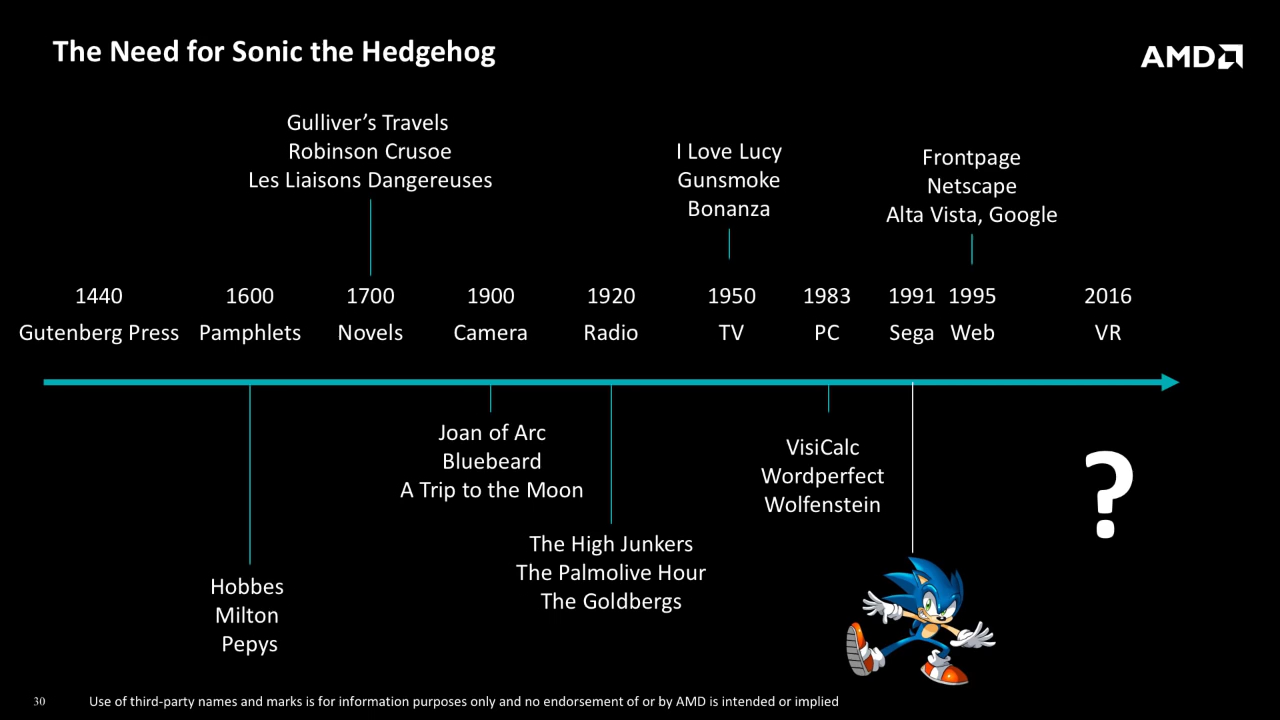 The Need for Sonic the Hedgehog
AMD
Gulliver’s Travels
Robinson Crusoe
Les Liaisons Dangereuses
I Love Lucy
Gunsmoke
Bonanza
Frontpage
Netscape
Alta Vista, Google
1440 1600 1700 1900 1920 1950 1983 1991 1995 2016
Gutenberg Press Pamphlets Novels Camera Radio TV PC Sega Web VR
Joan of Arc
Bluebeard
A Trip to the Moon
VisiCalc
Wordperfect
Wolfenstein
?
The High Junkers
The Palmolive Hour
The Goldbergs
Hobbes
Milton
Pepys
30 Use of third-party names and marks is for information purposes only and no endorsement of or by AMD is intended or implied